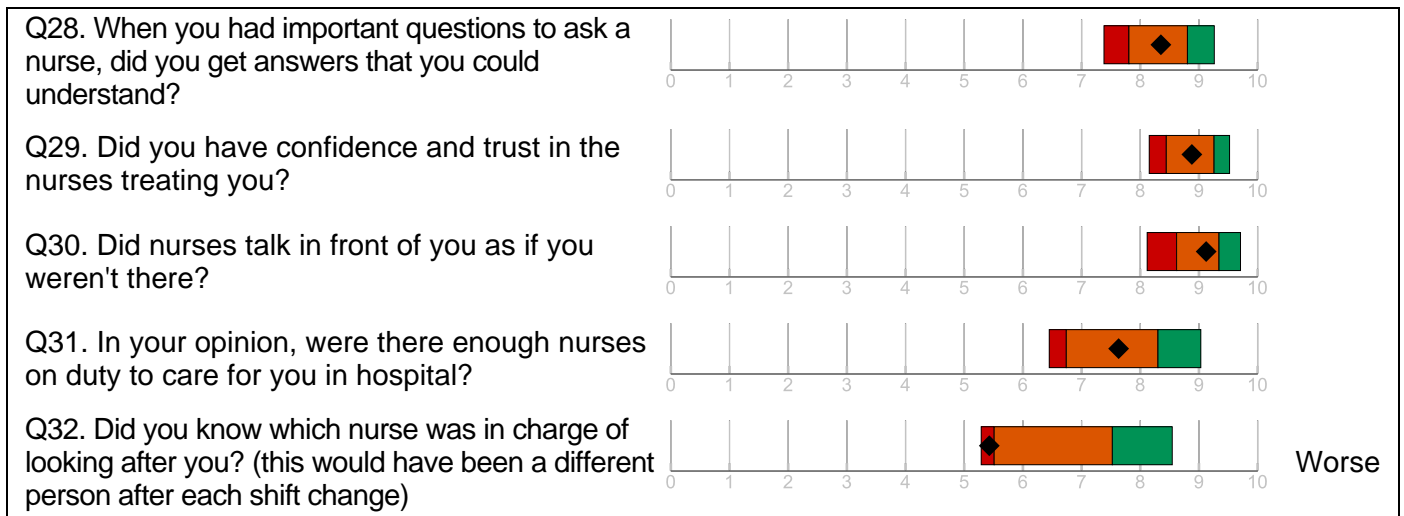 Q28. When you had important questions to ask a
nurse, did you get answers that you could
understand?
0 1 2 3 4 5 6 7 8 9 10
Q29. Did you have confidence and trust in the
nurses treating you?
0 1 2 3 4 5 6 7 8 9 10
Q30. Did nurses talk in front of you as if you
weren't there?
0 1 2 3 4 5 6 7 8 9 10
Q31. In your opinion, were there enough nurses
on duty to care for you in hospital?
0 1 2 3 4 5 6 7 8 9 10
Q32. Did you know which nurse was in charge of
looking after you? (this would have been a different
person after each shift change)
0 1 2 3 4 5 6 7 8 9 10
Worse